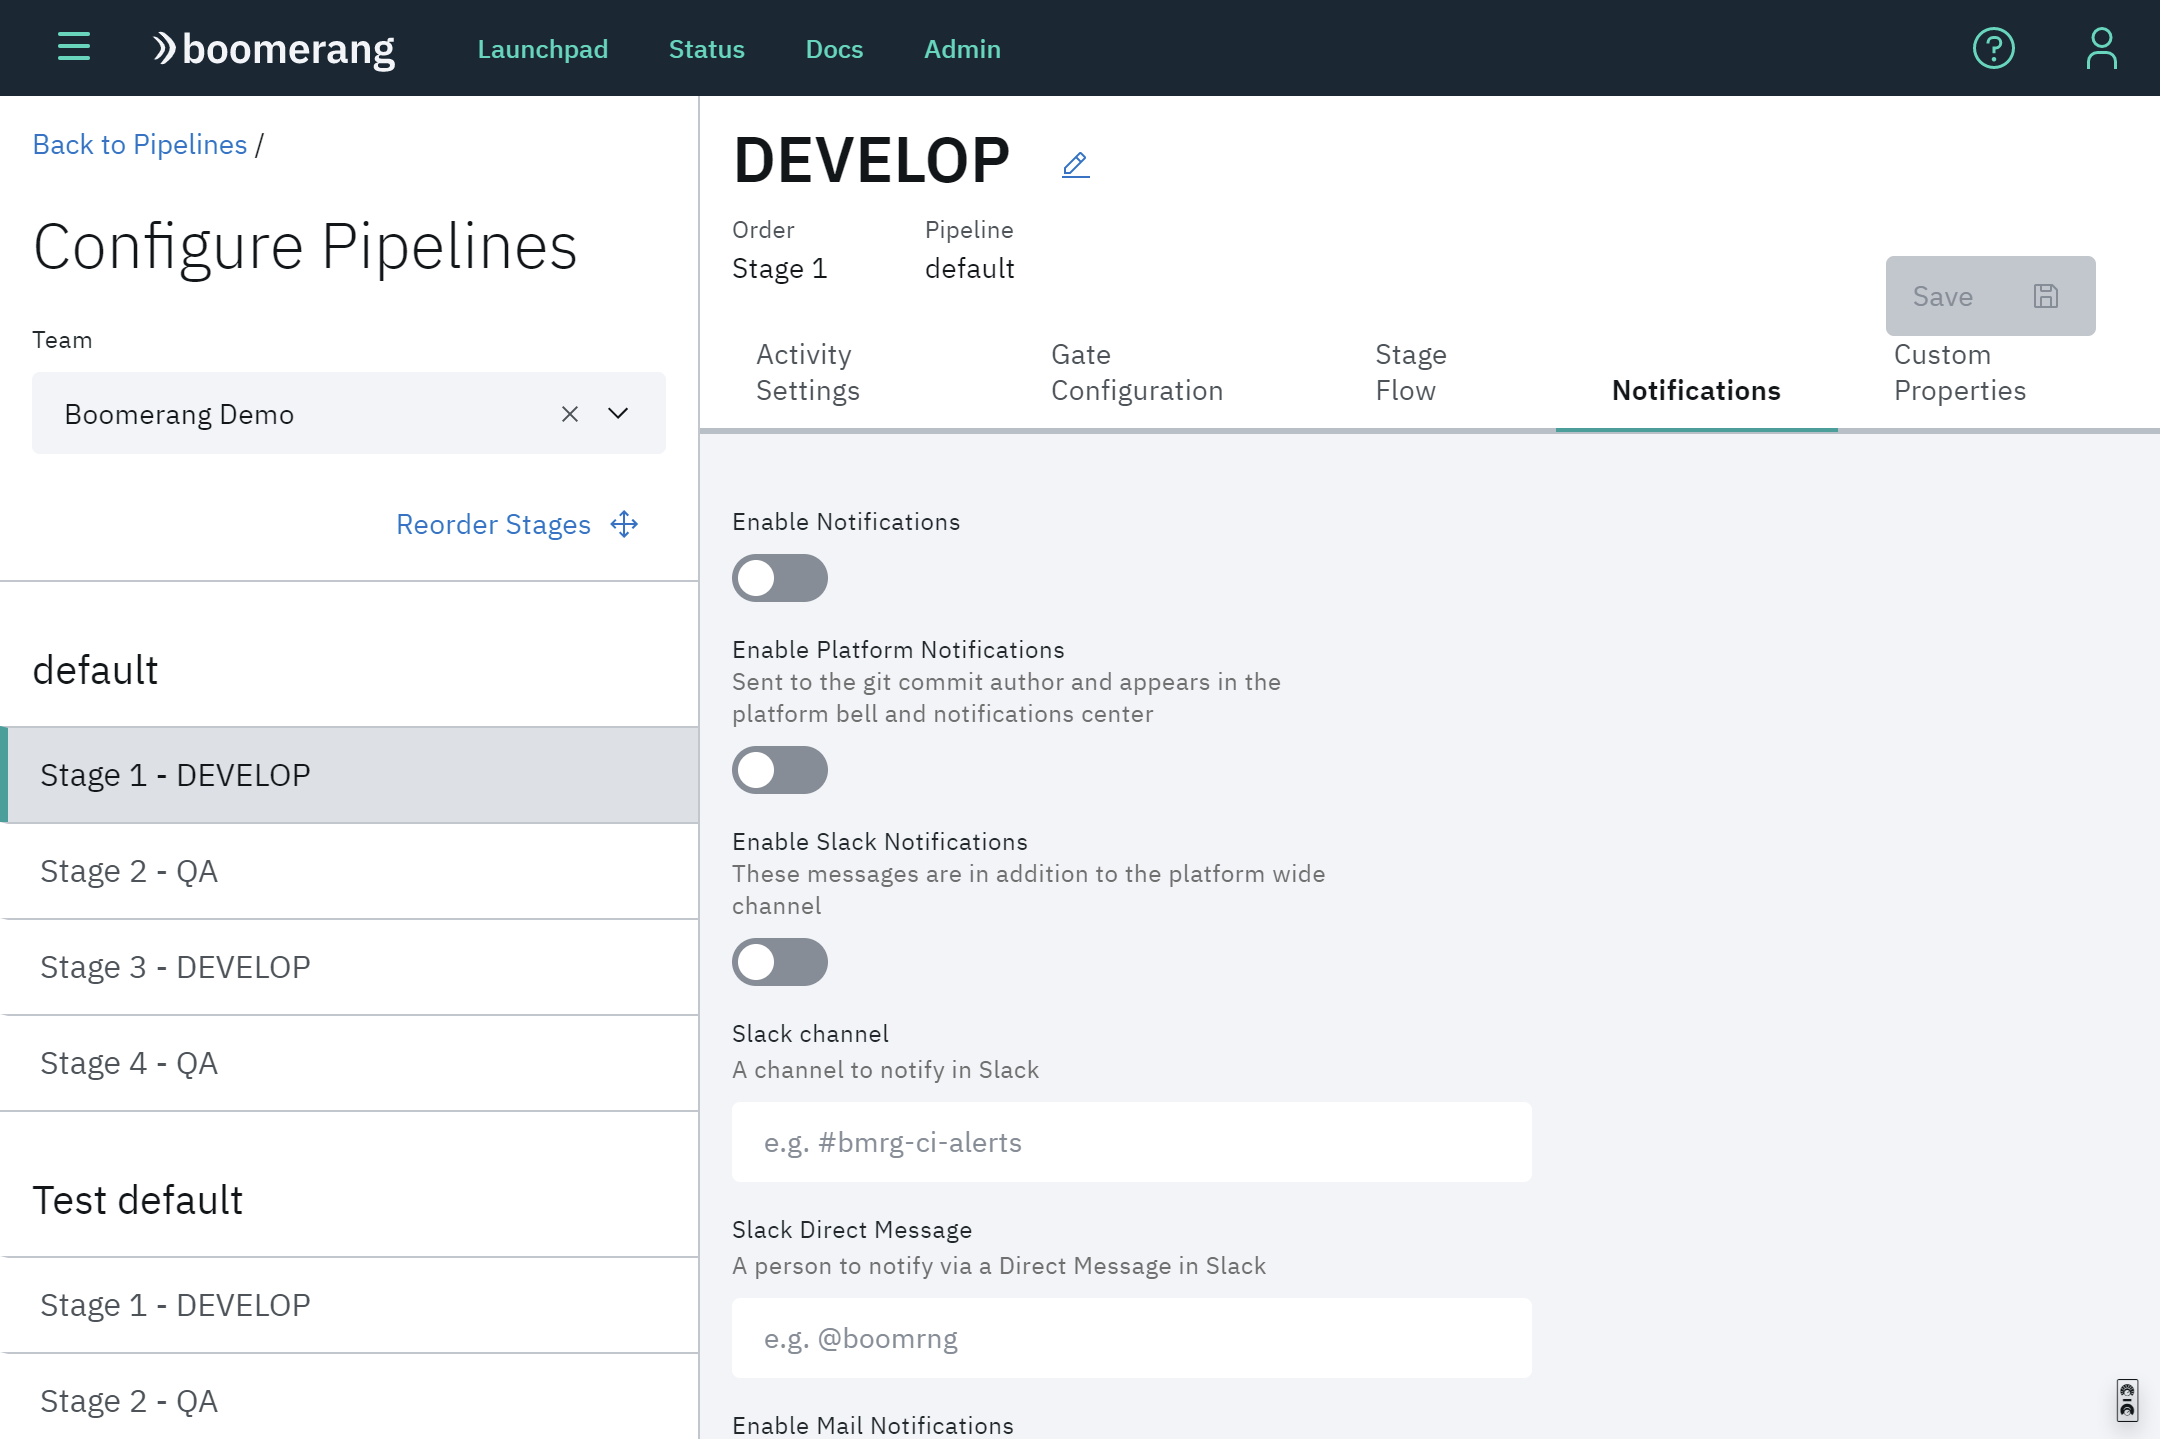 boomerang
Launchpad
Status
Docs
Admin
Back to Pipelines /
Configure Pipelines
Team
Boomerang Demo
Reorder Stages
default
Stage 1 - DEVELOP
Stage 2 - QA
Stage 3 - DEVELOP
Stage 4 - QA
Test default
Stage 1 - DEVELOP
Stage 2 - QA
DEVELOP
Order
Stage 1
Pipeline
default
Save
Activity
Settings
Gate
Configuration
Stage
Flow
Notifications
Custom
Properties
Enable Notifications
Enable Platform Notifications
Sent to the git commit author and appears in the
platform bell and notifications center
Enable Slack Notifications
These messages are in addition to the platform wide
channel
Slack channel
A channel to notify in Slack
e.g. #bmrg-ci-alerts
Slack Direct Message
A person to notify via a Direct Message in Slack
e.g. @boomrng
Enable Mail Notifications